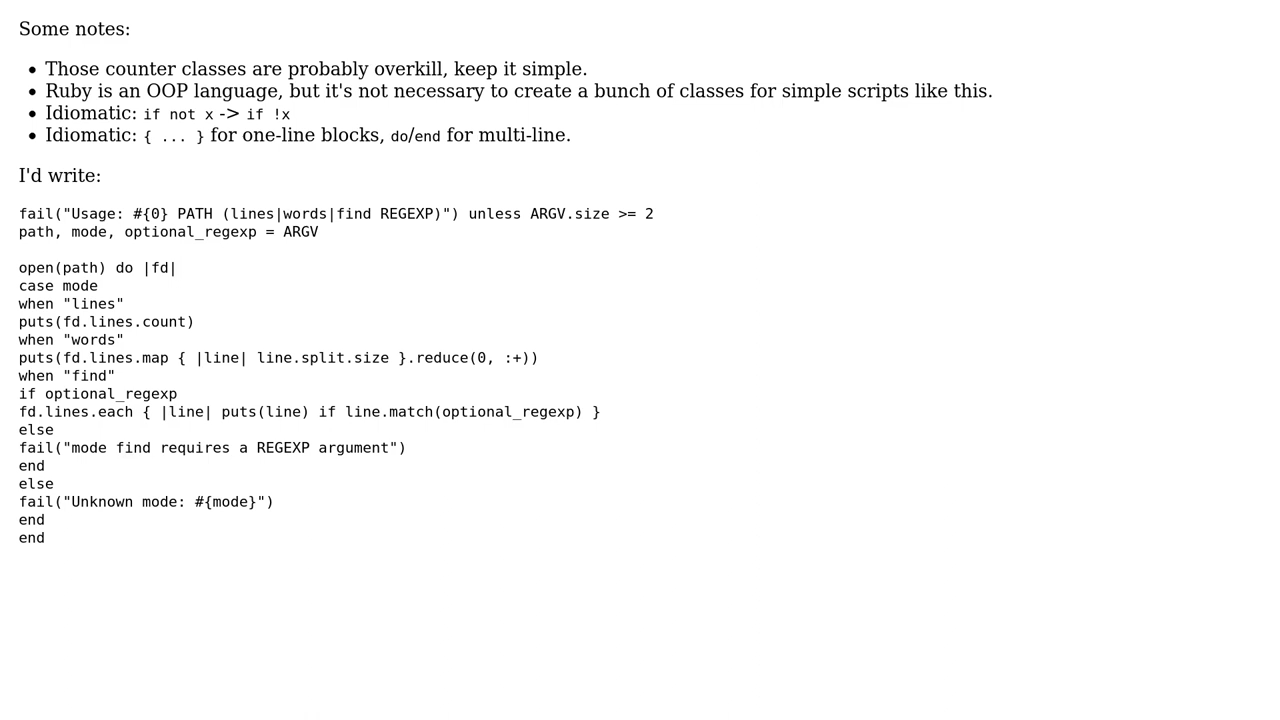 Some notes:
Those counter classes are probably overkill, keep it simple.
Ruby is an OOP language, but it's not necessary to create a bunch of classes for simple scripts like this.
Idiomatic: if not x -> if !x
Idiomatic: { ... } for one-line blocks, do/end for multi-line.
I'd write:
fail("Usage: #{0} PATH (lines|words|find REGEXP)") unless ARGV.size >= 2
path, mode, optional_regexp = ARGV
open(path) do |fd|
case mode
when "lines"
puts(fd.lines.count)
when "words"
puts(fd.lines.map { |line| line.split.size }.reduce(0, :+))
when "find"
if optional_regexp
fd.lines.each { |line| puts(line) if line.match(optional_regexp) }
else
fail("mode find requires a REGEXP argument")
end
else
fail("Unknown mode: #{mode}")
end
end